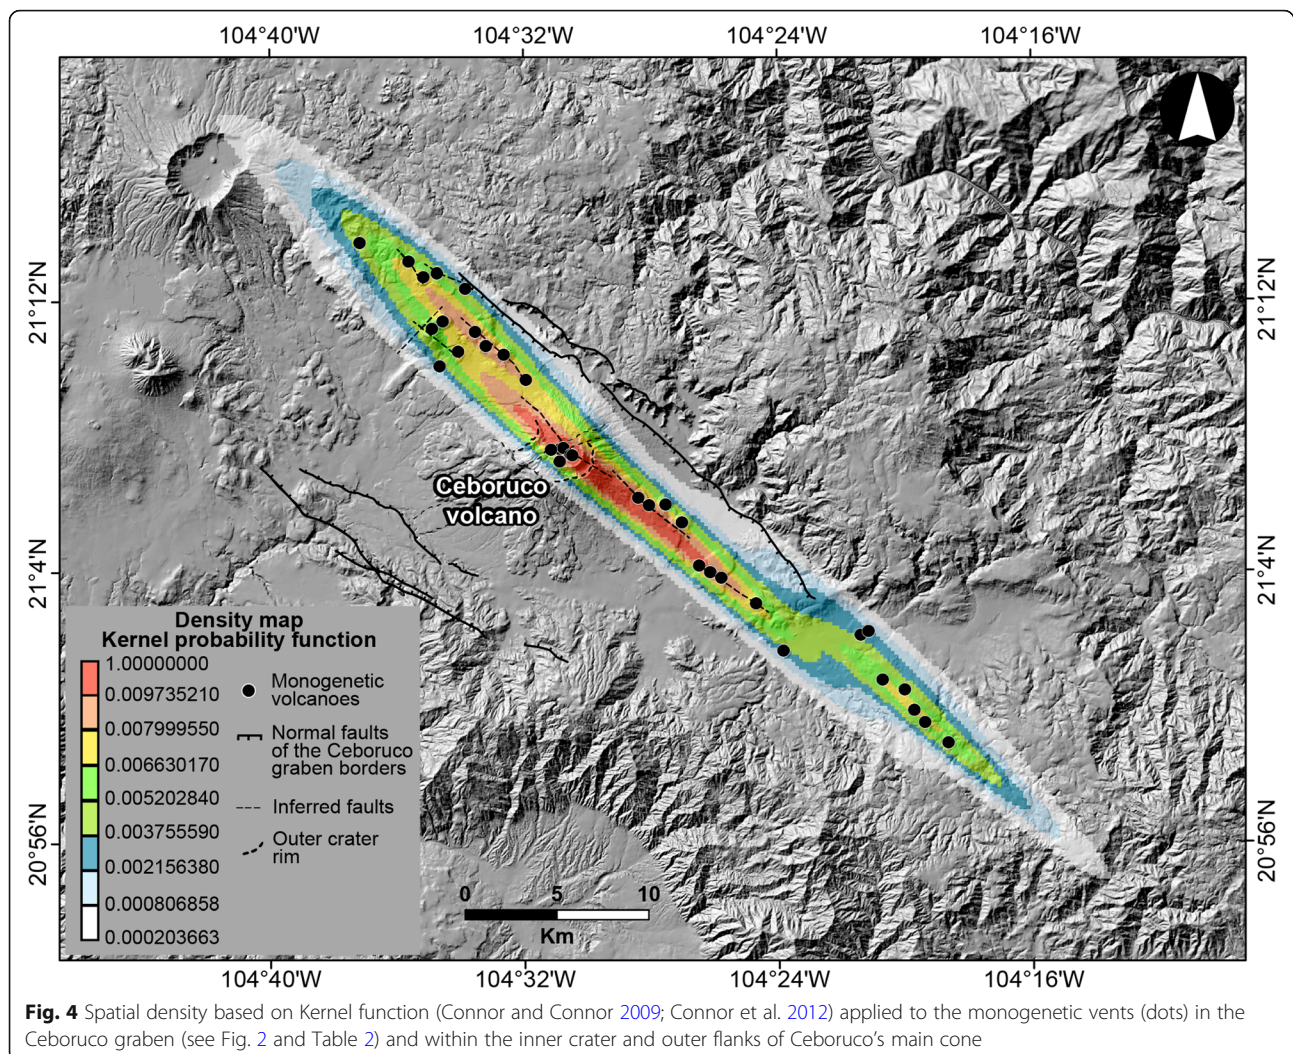 104°40'W 104°32'W 104°24'W 104°16'W
21°12'N 21°12'N
Ceboruco
volcano
21°4'N 21°4'N
Density map
Kernel probability function
1.00000000
0.009735210
0.007999550
0.006630170
0.005202840
0.003755590
0.002156380
0.000806858
0.000203663
Monogenetic
volcanoes
Normal faults
of the Ceboruco
graben borders
Inferred faults
Outer crater
rim
20°56'N 20°56'N
0 5 10
Km
104°40'W 104°32'W 104°24'W 104°16'W
Fig. 4 Spatial density based on Kernel function (Connor and Connor 2009; Connor et al. 2012) applied to the monogenetic vents (dots) in the
Ceboruco graben (see Fig. 2 and Table 2) and within the inner crater and outer flanks of Ceboruco's main cone